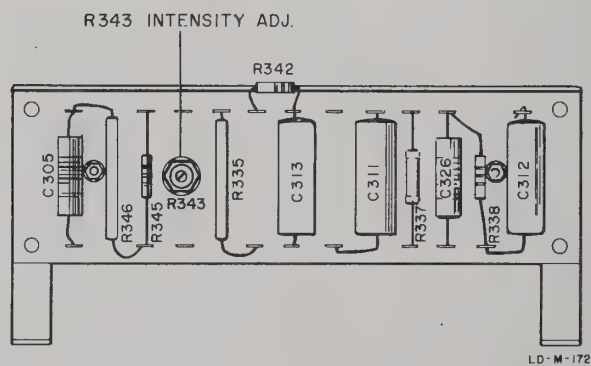 R343 INTENSITY ADJ.
R342
C305
R346
R345
R343
R335
C313
C311
R337
C326
R338
C312
LD-M-172